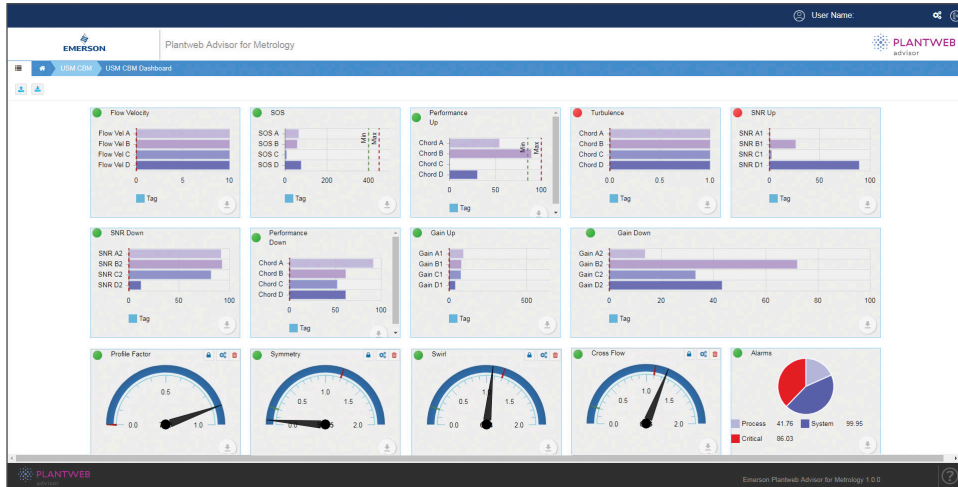 User Name:
EMERSON
Plantweb Advisor for Metrology
PLANTWEB
advisor
USM CBM
USM CBM Dashboard
Flow Velocity
Flow Vel A
Flow Vel B
Flow Vel C
Flow Vel D
0 5 10
Tag
SOS
SOS A
SOS B
SOS C
SOS D
Min
Max
0 200 400
Tag
Performance
Up
Chord A
Chord B
Chord C
Chord D
Min
Max
0 50 100
Tag
Turbulence
Chord A
Chord B
Chord C
Chord D
0.0 0.5 1.0
Tag
SNR Up
SNR A1
SNR B1
SNR C1
SNR D1
0 50 100
Tag
SNR Down
SNR A2
SNR B2
SNR C2
SNR D2
0 50 100
Tag
Performance
Down
Chord A
Chord B
Chord C
Chord D
0 50 100
Tag
Gain Up
Gain A1
Gain B1
Gain C1
Gain D1
0 500
Tag
Gain Down
Gain A2
Gain B2
Gain C2
Gain D2
0 20 40 60 80 100
Tag
Profile Factor
0.5
0.0 1.0
Symmetry
0.5 1.0 1.5
0.0 2.0
Swirl
0.5 1.0 1.5
0.0 2.0
Cross Flow
0.5 1.0 1.5
0.0 2.0
Alarms
Process 41.76 System 99.95
Critical 86.03
PLANTWEB
advisor
Emerson Plantweb Advisor for Metrology 1.0.0
?